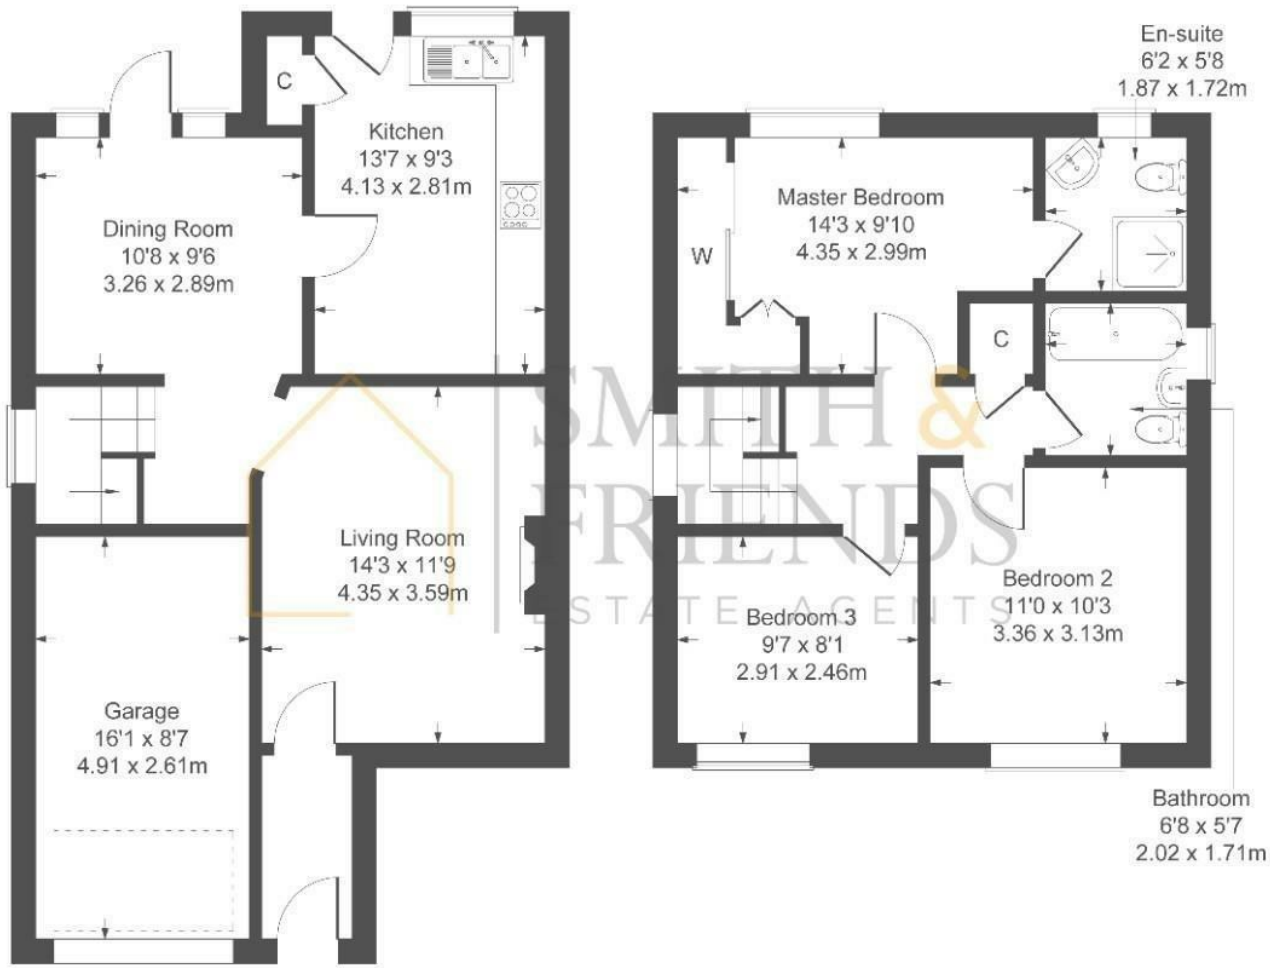 C
Kitchen
13'7 x 9'3
4.13 x 2.81m
Dining Room
10'8 x 9'6
3.26 x 2.89m
Living Room
14'3 x 11'9
4.35 x 3.59m
Garage
16'1 x 8'7
4.91 x 2.61m
En-suite
6'2 x 5'8
1.87 x 1.72m
Master Bedroom
14'3 x 9'10
4.35 x 2.99m
W
C
Bedroom 2
11'0 x 10'3
3.36 x 3.13m
Bedroom 3
9'7 x 8'1
2.91 x 2.46m
Bathroom
6'8 x 5'7
2.02 x 1.71m
SMITH &
FRIENDS
ESTATE AGENTS